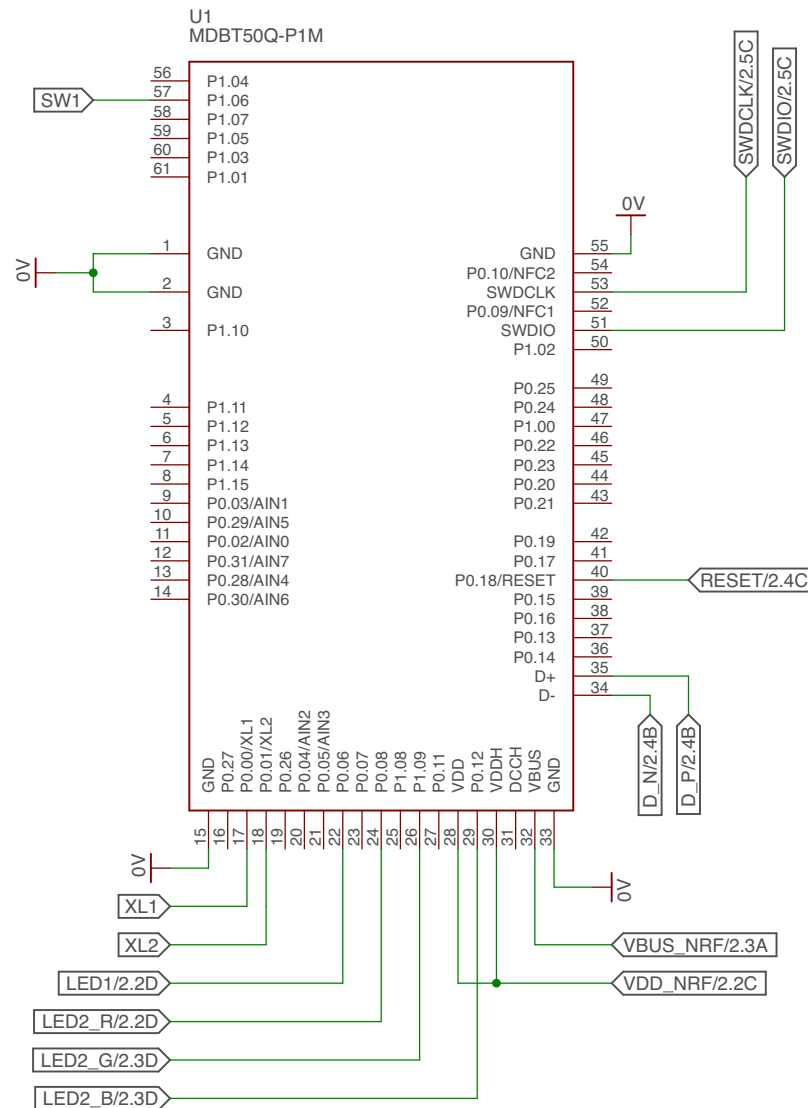 U1
MDBT50Q-P1M
56 P1.04
SW1 57 P1.06
58 P1.07
59 P1.05
60 P1.03
61 P1.01
0V
1 GND
2 GND
3 P1.10
4 P1.11
5 P1.12
6 P1.13
7 P1.14
8 P1.15
9 P0.03/AIN1
10 P0.29/AIN5
11 P0.02/AIN0
12 P0.31/AIN7
13 P0.28/AIN4
14 P0.30/AIN6
SWDCLK/2.5C
SWDIO/2.5C
0V
GND 55
P0.10/NFC2 54
SWDCLK 53
P0.09/NFC1 52
SWDIO 51
P1.02 50
P0.25 49
P0.24 48
P1.00 47
P0.22 46
P0.23 45
P0.20 44
P0.21 43
P0.19 42
P0.17 41
P0.18/RESET 40 RESET/2.4C
P0.15 39
P0.16 38
P0.13 37
P0.14 36
D+ 35
D- 34
D_N/2.4B
D_P/2.4B
GND 15
P0.27 16
P0.00/XL1 17
P0.01/XL2 18
P0.26 19
P0.04/AIN2 20
P0.05/AIN3 21
P0.06 22
P0.07 23
P0.08 24
P1.08 25
P1.09 26
P0.11 27
VDD 28
P0.12 29
VDDH 30
DCCH 31
VBUS 32
GND 33
0V
0V
XL1
XL2
VBUS_NRF/2.3A
LED1/2.2D
VDD_NRF/2.2C
LED2_R/2.2D
LED2_G/2.3D
LED2_B/2.3D